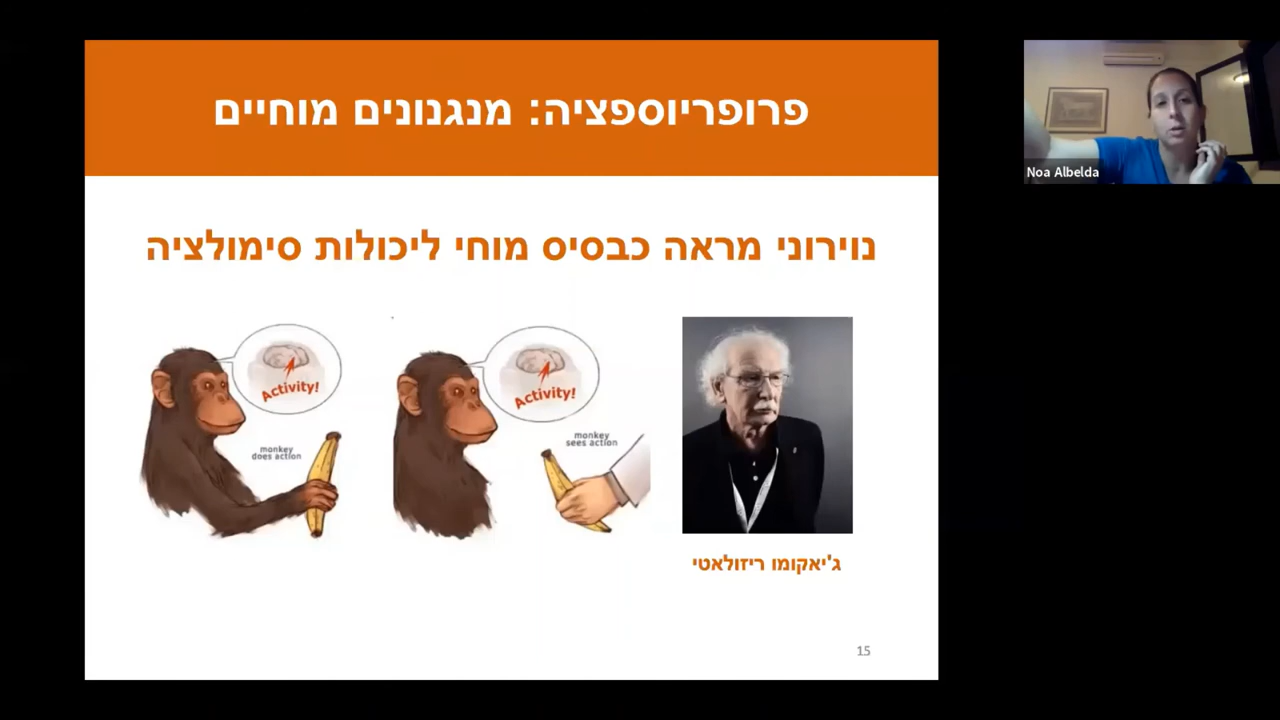 פרופריוספציה: מנגנונים מוחיים
Noa Albelda
נוירוני מראה כבסיס מוחי ליכולות סימולציה
Activity!
monkey
does action
Activity!
monkey
sees action
ג'יאקומו ריזולאטי
15